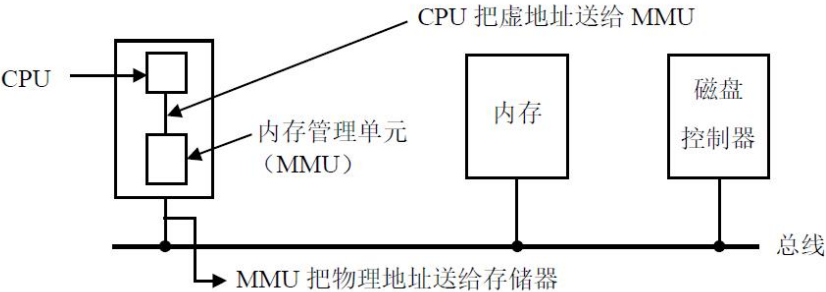 CPU 把虚地址送给 MMU
CPU
内存管理单元
（MMU）
内存
磁盘
控制器
总线
MMU 把物理地址送给存储器